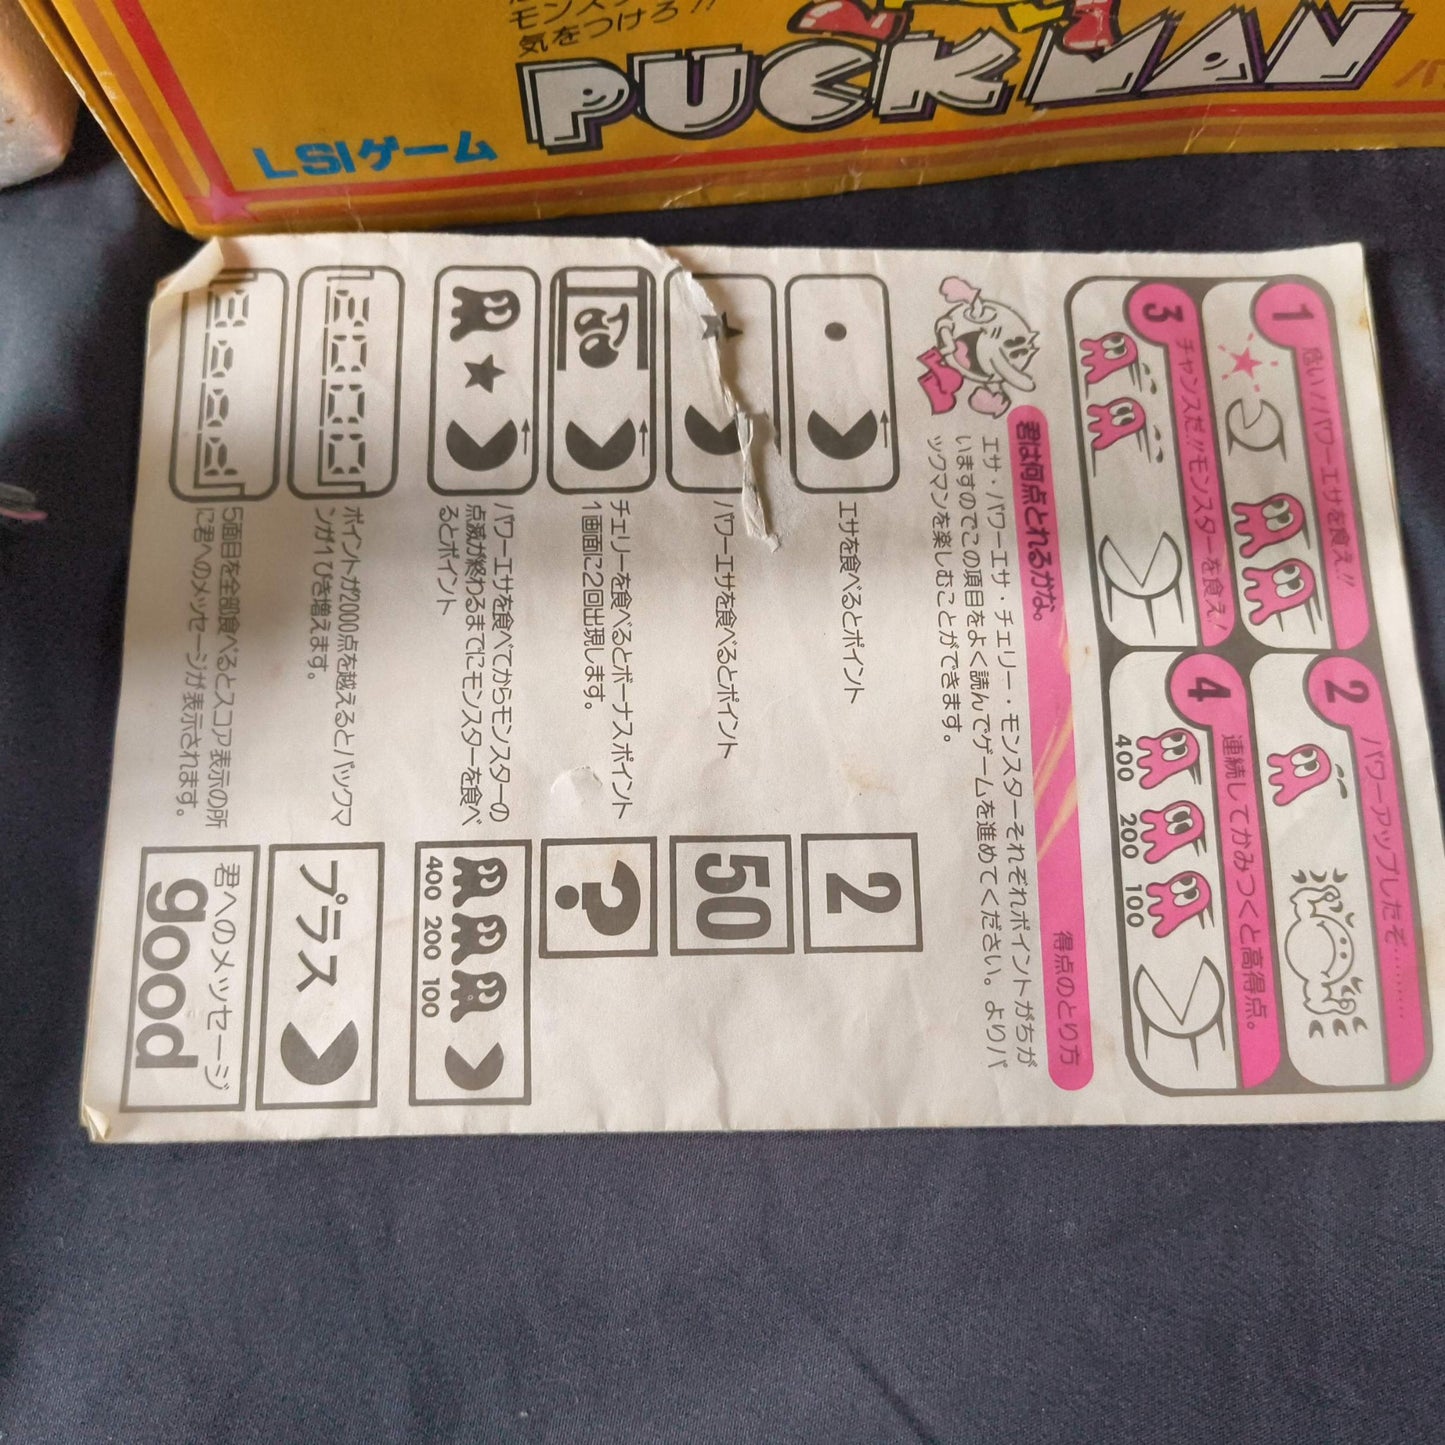 モンスター
気をつけろ!!
PUCK MAN
LSIゲーム
パ
1
危い!パワーエサを食え!!
2
パワーアップしたぞ………
3
チャンスだ!!モンスターを食え!
4
連続してかみつくと高得点。
400 200 100
君は何点とれるかな。
得点のとり方
エサ・パワーエサ・チェリー・モンスターそれぞれポイントがちが
いますのでこの項目をよく読んでゲームを進めてください。よりパ
ックマンを楽しむことができます。
エサを食べるとポイント
2
パワーエサを食べるとポイント
50
チェリーを食べるとボーナスポイント
1画面に2回出現します。
?
パワーエサを食べてからモンスターの
点滅が終わるまでにモンスターを食べ
るとポイント
400 200 100
ポイントが2000点を越えるとパックマ
ンが1ぴき増えます。
プラス
5面目を全部食べるとスコア表示の所
に君へのメッセージが表示されます。
君へのメッセージ
good